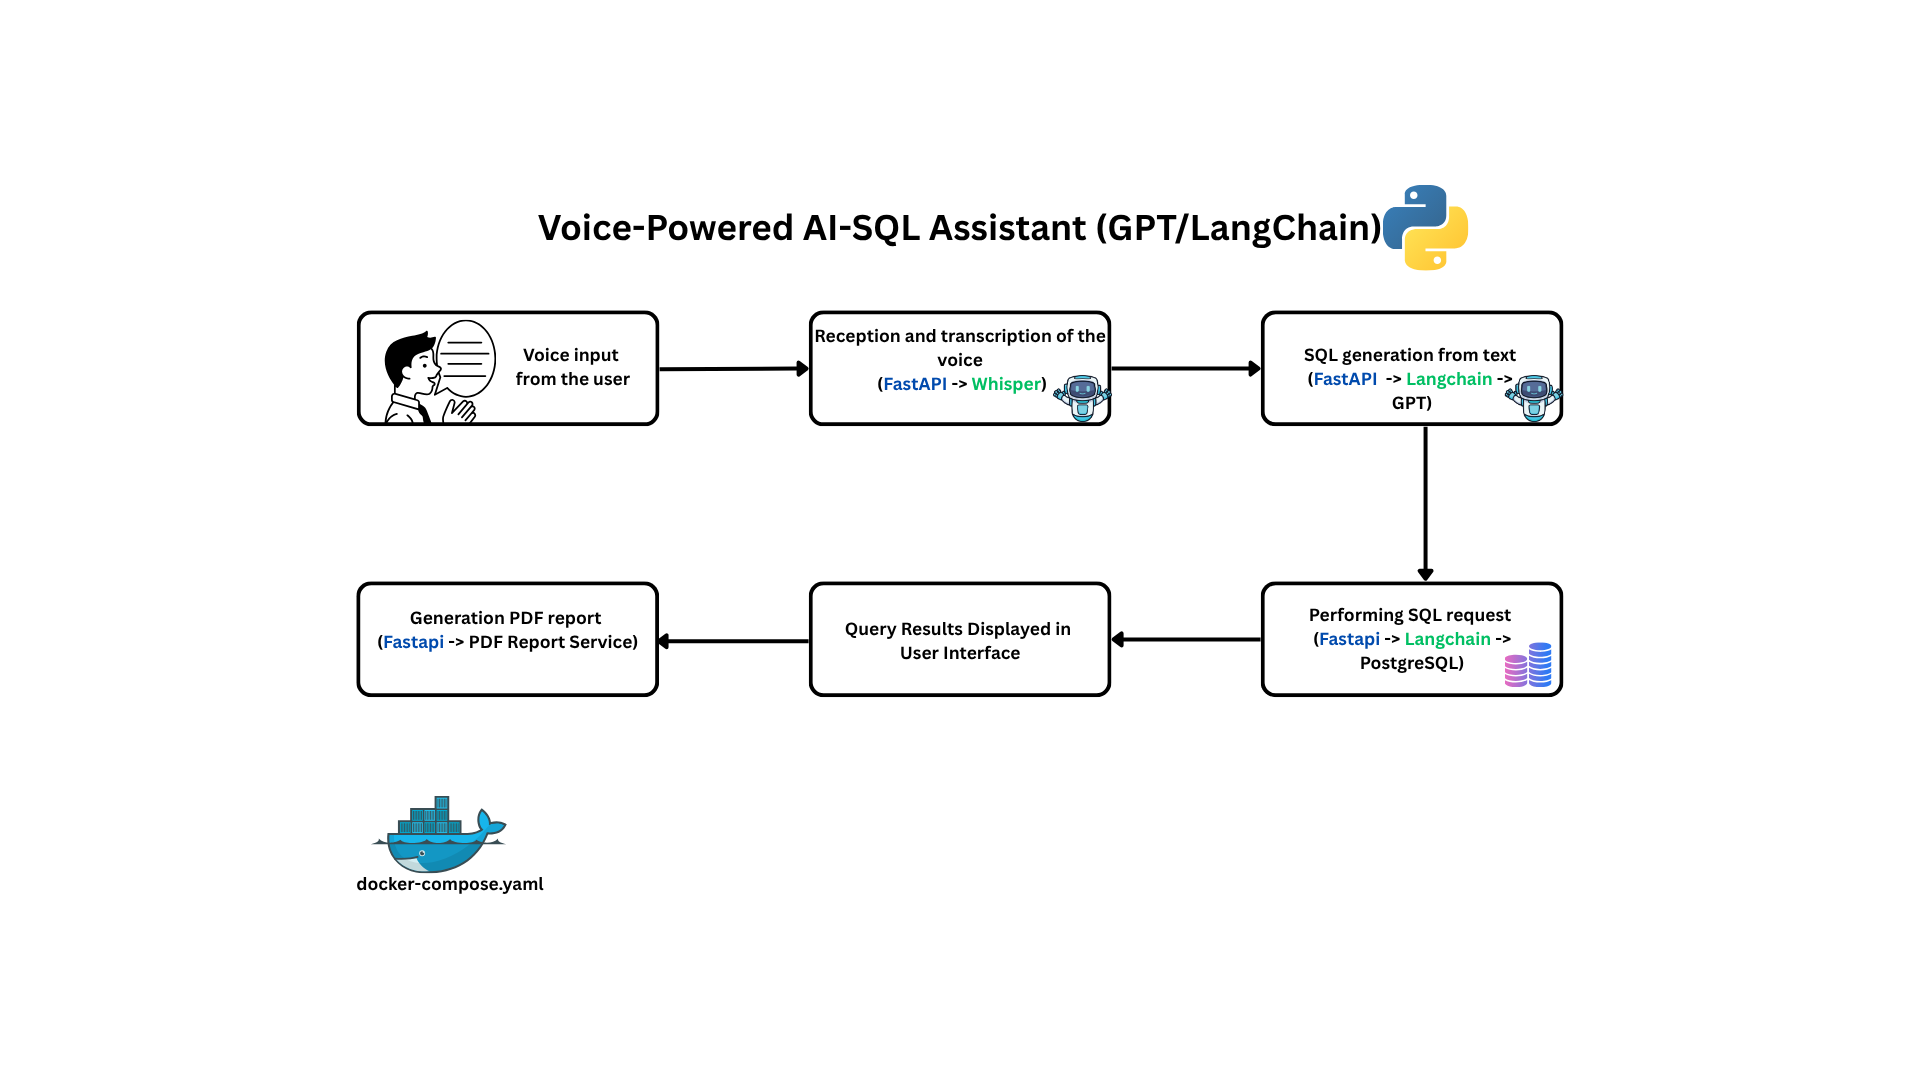 Voice-Powered AI-SQL Assistant (GPT/LangChain)
Voice input
from the user
Reception and transcription of the
voice
(FastAPI -> Whisper)
SQL generation from text
(FastAPI -> Langchain ->
GPT)
Generation PDF report
(Fastapi -> PDF Report Service)
Query Results Displayed in
User Interface
Performing SQL request
(Fastapi -> Langchain ->
PostgreSQL)
docker-compose.yaml